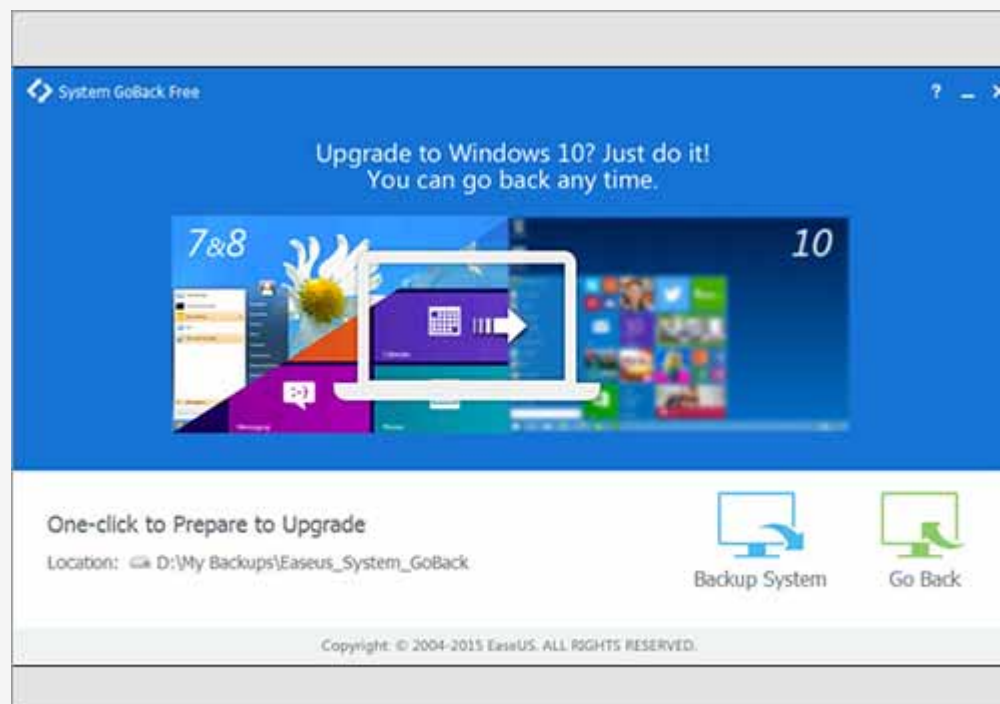 System GoBack Free
? _ X
Upgrade to Windows 10? Just do it!
You can go back any time.
7&8
10
:-)
Calendar
Messaging
One-click to Prepare to Upgrade
Location: D:\My Backups\Easeus_System_GoBack
Backup System
Go Back
Copyright © 2004-2015 EaseUS. ALL RIGHTS RESERVED.